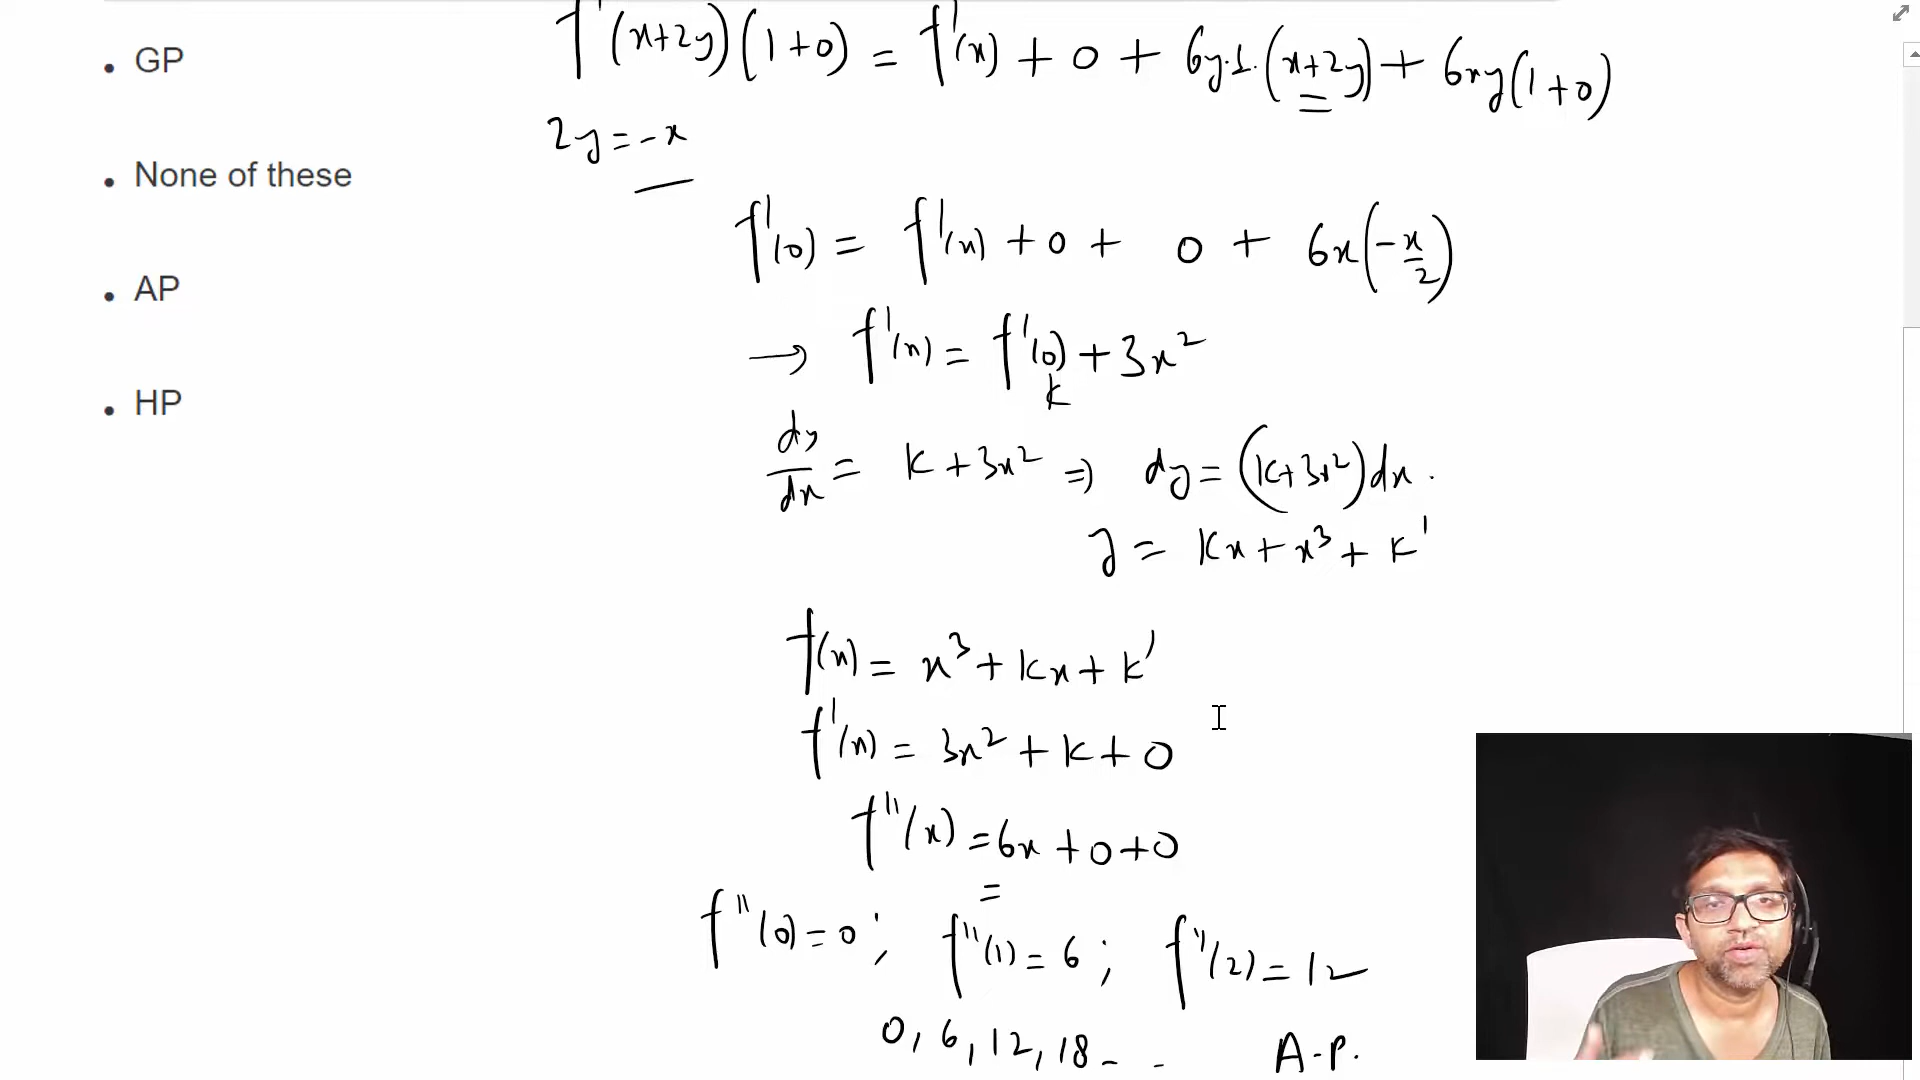 f'(x+2y)(1+0) = f'(x) + 0 + 6y.1.(x+2y) + 6xy(1+0)
• GP
2y = -x
• None of these
f'(0) = f'(x) + 0 + 0 + 6x(-x/2)
• AP
→ f'(x) = f'(0) + 3x²
k
• HP
dy/dx = k + 3x² ⇒ dy = (k+3x²)dx .
y = kx + x³ + k'
f(x) = x³ + kx + k'
f'(x) = 3x² + k + 0
f''(x) = 6x + 0 + 0
=
f''(0) = 0 ; f''(1) = 6 ; f''(2) = 12
0, 6, 12, 18 - - A.P.